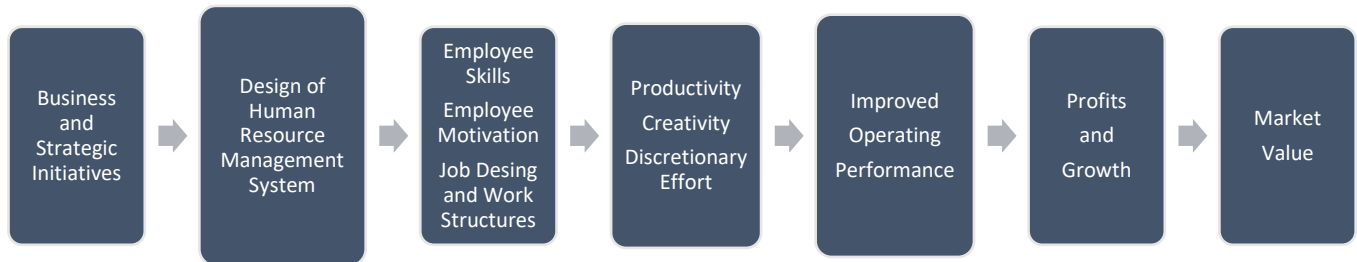 Business
and
Strategic
Initiatives
Design of
Human
Resource
Management
System
Employee
Skills
Employee
Motivation
Job Desing
and Work
Structures
Productivity
Creativity
Discretionary
Effort
Improved
Operating
Performance
Profits
and
Growth
Market
Value